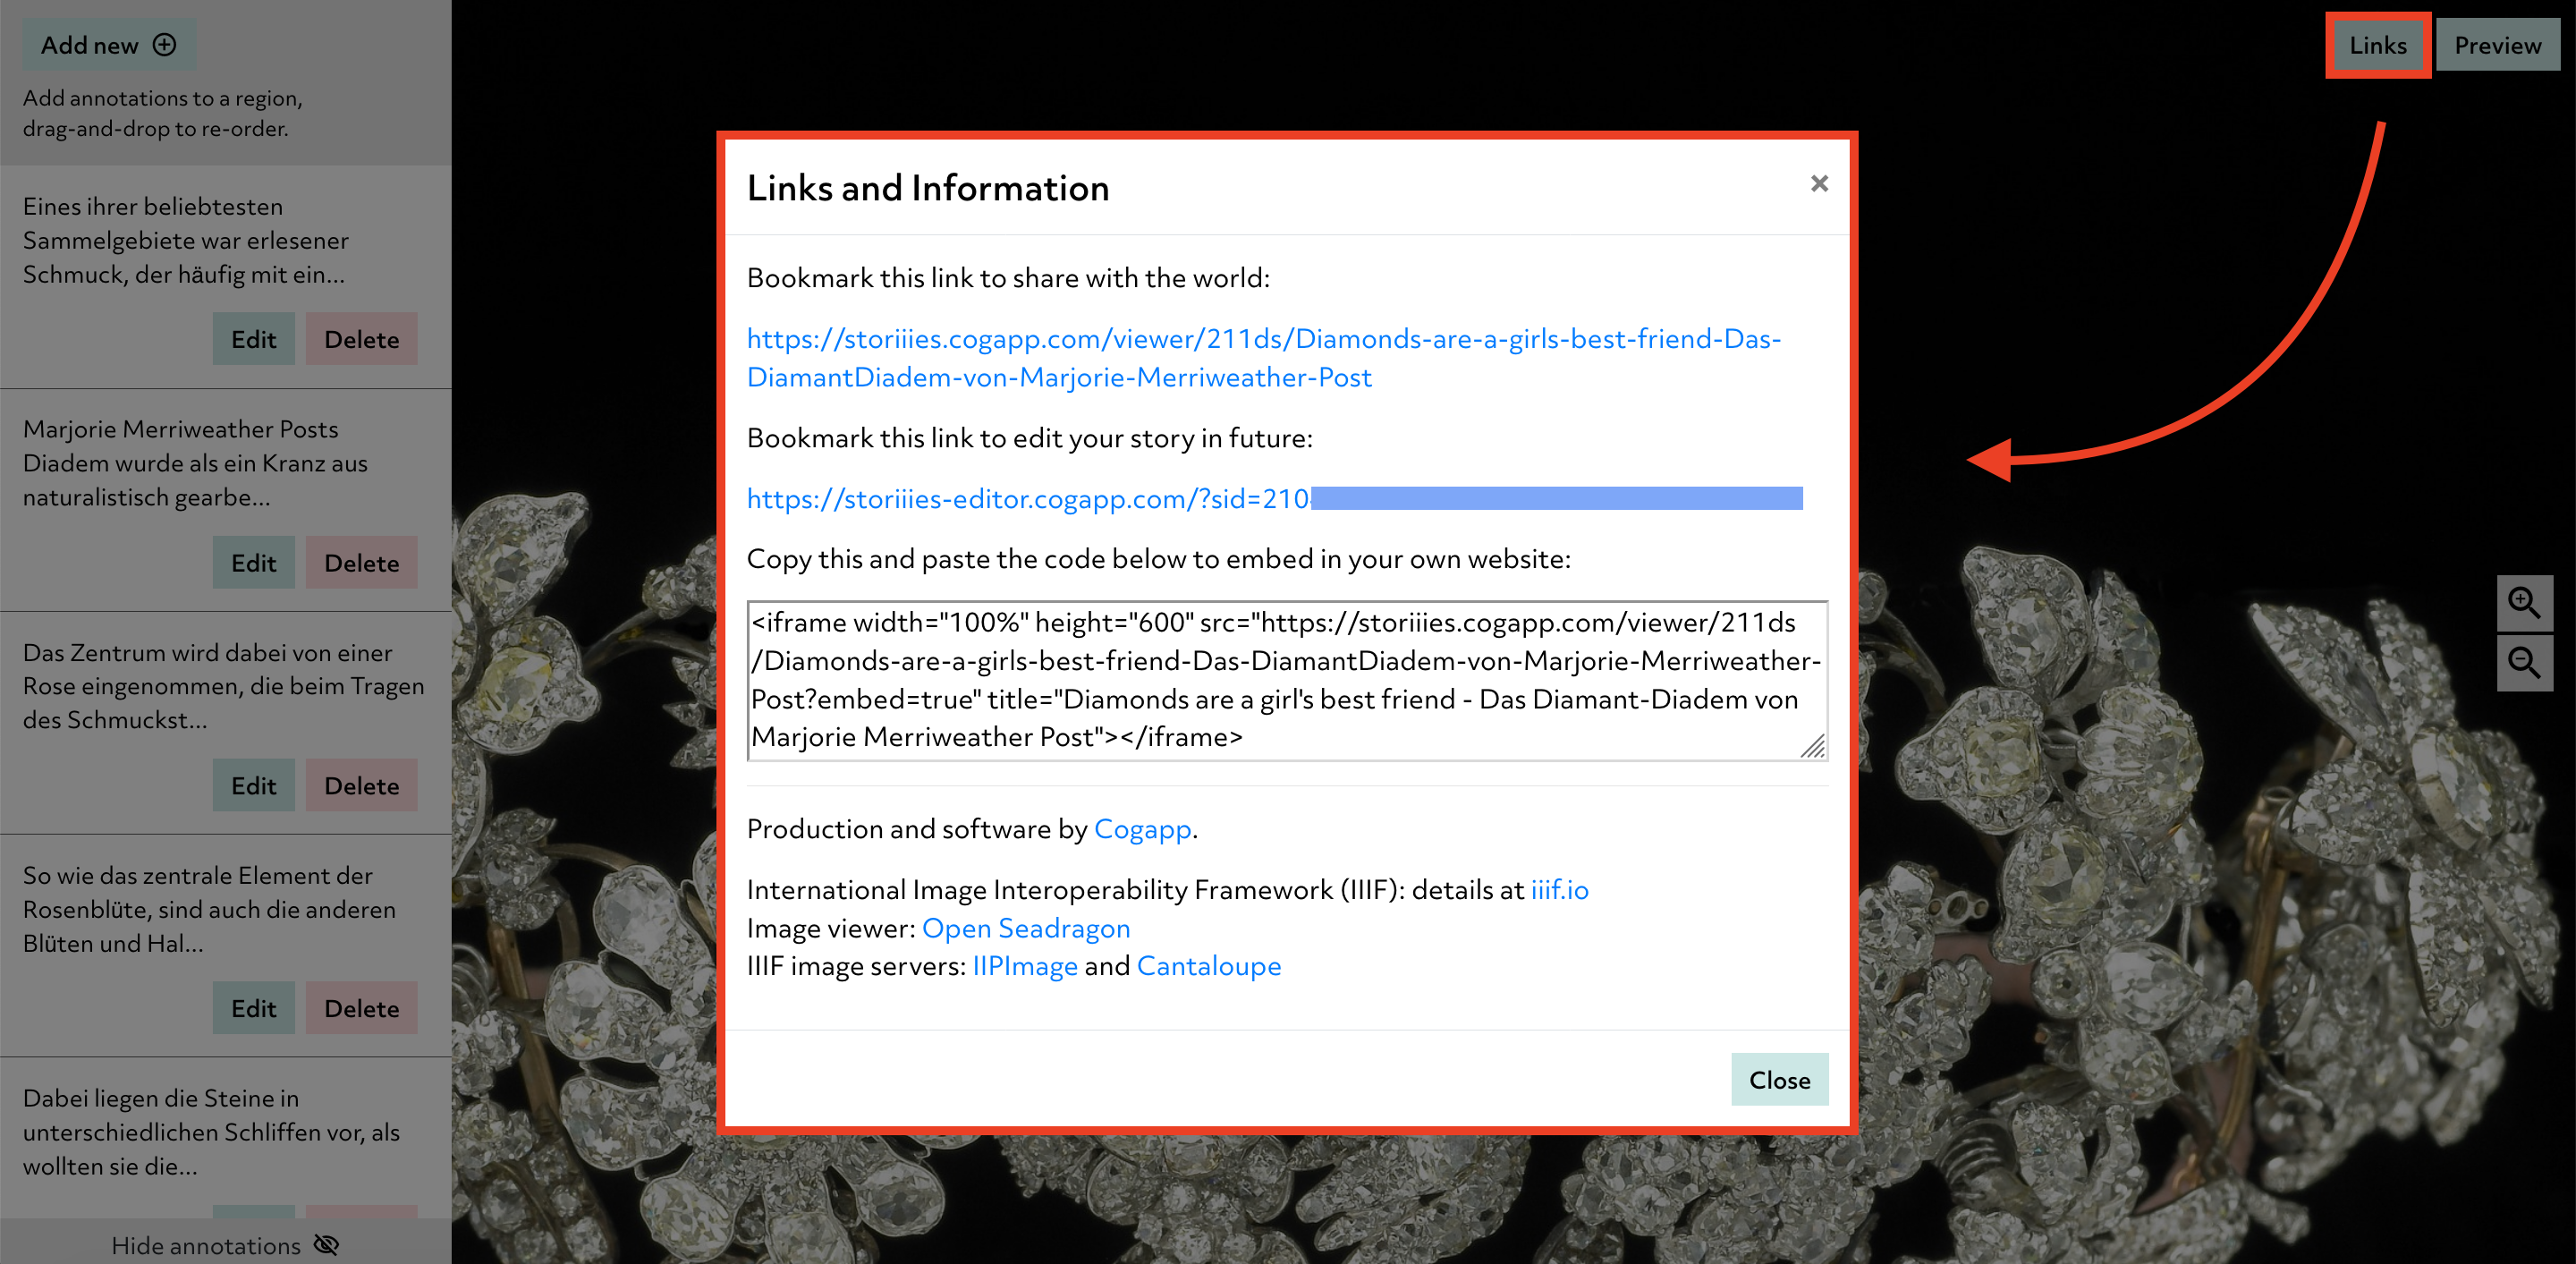 Add new
Add annotations to a region,
drag-and-drop to re-order.
Eines ihrer beliebtesten
Sammelgebiete war erlesener
Schmuck, der häufig mit ein...
Edit Delete
Marjorie Merriweather Posts
Diadem wurde als ein Kranz aus
naturalistisch gearbe...
Edit Delete
Das Zentrum wird dabei von einer
Rose eingenommen, die beim Tragen
des Schmuckst...
Edit Delete
So wie das zentrale Element der
Rosenblüte, sind auch die anderen
Blüten und Hal...
Edit Delete
Dabei liegen die Steine in
unterschiedlichen Schliffen vor, als
wollten sie die...
Hide annotations
Links Preview
Links and Information ×
Bookmark this link to share with the world:
https://storiiies.cogapp.com/viewer/211ds/Diamonds-are-a-girls-best-friend-Das-
DiamantDiadem-von-Marjorie-Merriweather-Post
Bookmark this link to edit your story in future:
https://storiiies-editor.cogapp.com/?sid=210
Copy this and paste the code below to embed in your own website:
<iframe width="100%" height="600" src="https://storiiies.cogapp.com/viewer/211ds
/Diamonds-are-a-girls-best-friend-Das-DiamantDiadem-von-Marjorie-Merriweather-
Post?embed=true" title="Diamonds are a girl's best friend - Das Diamant-Diadem von
Marjorie Merriweather Post"></iframe>
Production and software by Cogapp.
International Image Interoperability Framework (IIIF): details at iiif.io
Image viewer: Open Seadragon
IIIF image servers: IIPImage and Cantaloupe
Close